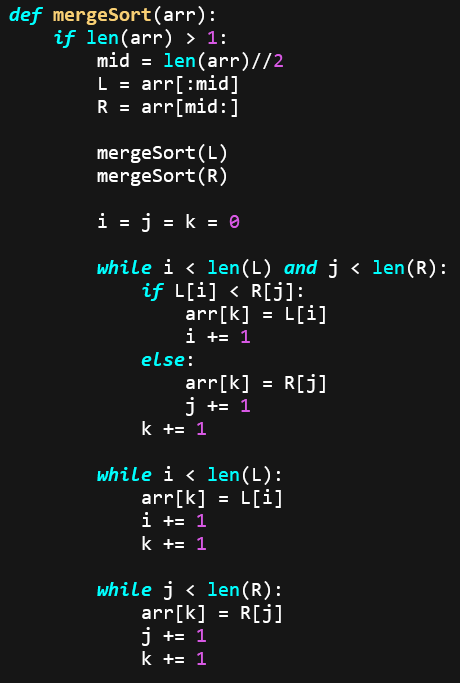 def mergeSort(arr):
    if len(arr) > 1:
        mid = len(arr)//2
        L = arr[:mid]
        R = arr[mid:]

        mergeSort(L)
        mergeSort(R)

        i = j = k = 0

        while i < len(L) and j < len(R):
            if L[i] < R[j]:
                arr[k] = L[i]
                i += 1
            else:
                arr[k] = R[j]
                j += 1
            k += 1

        while i < len(L):
            arr[k] = L[i]
            i += 1
            k += 1

        while j < len(R):
            arr[k] = R[j]
            j += 1
            k += 1